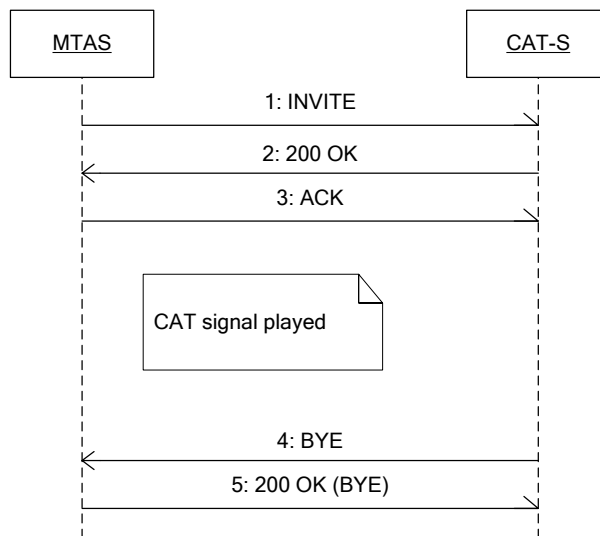 MTAS
CAT-S
1: INVITE
2: 200 OK
3: ACK
CAT signal played
4: BYE
5: 200 OK (BYE)